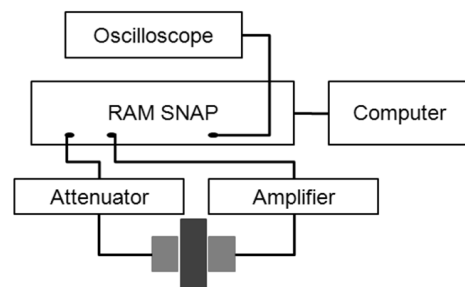 Oscilloscope
RAM SNAP
Computer
Attenuator
Amplifier